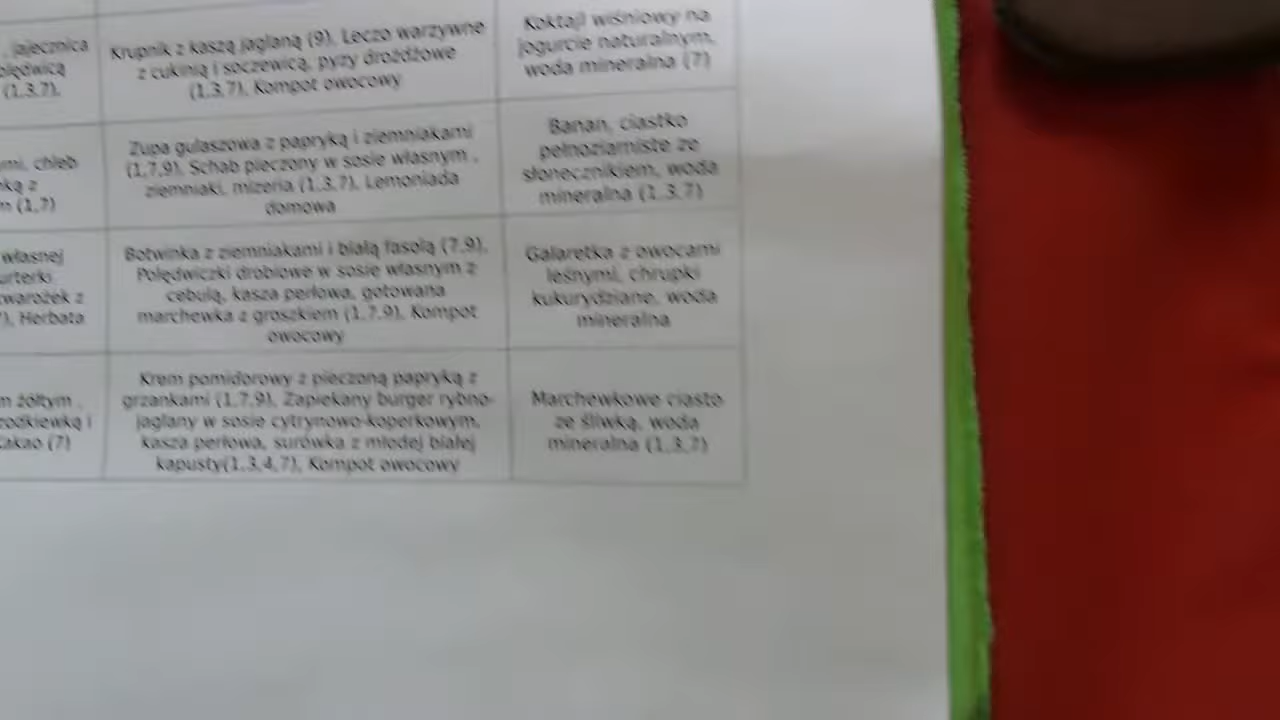 , jajecznica
polędwicą
(1,3,7),
Krupnik z kaszą jaglaną (9), Leczo warzywne
z cukinią i soczewicą, pyzy drożdżowe
(1,3,7), Kompot owocowy
Koktajl wiśniowy na
jogurcie naturalnym,
woda mineralna (7)
chleb
z
(1,7)
Zupa gulaszowa z papryką i ziemniakami
(1,7,9), Schab pieczony w sosie własnym ,
ziemniaki, mizeria (1,3,7), Lemoniada
domowa
Banan, ciastko
pełnoziarniste ze
słonecznikiem, woda
mineralna (1,3,7)
własnej
twarożek z
Herbata
Botwinka z ziemniakami i białą fasolą (7,9),
Polędwiczki drobiowe w sosie własnym z
cebulą, kasza perłowa, gotowana
marchewka z groszkiem (1,7,9), Kompot
owocowy
Galaretka z owocami
leśnymi, chrupki
kukurydziane, woda
mineralna
żółtym ,
rzodkiewką i
Kakao (7)
Krem pomidorowy z pieczoną papryką z
grzankami (1,7,9), Zapiekany burger rybno-
jaglany w sosie cytrynowo-koperkowym,
kasza perłowa, surówka z młodej białej
kapusty(1,3,4,7), Kompot owocowy
Marchewkowe ciasto
ze śliwką, woda
mineralna (1,3,7)